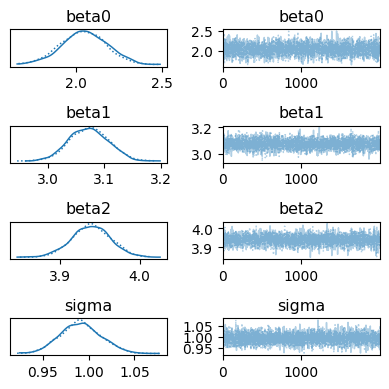 beta0 beta0
2.5
2.0
2.0 2.5 0 1000
beta1 beta1
3.2
3.0
3.0 3.1 3.2 0 1000
beta2 beta2
4.0
3.9
3.9 4.0 0 1000
sigma sigma
1.05
1.00
0.95
0.95 1.00 1.05 0 1000